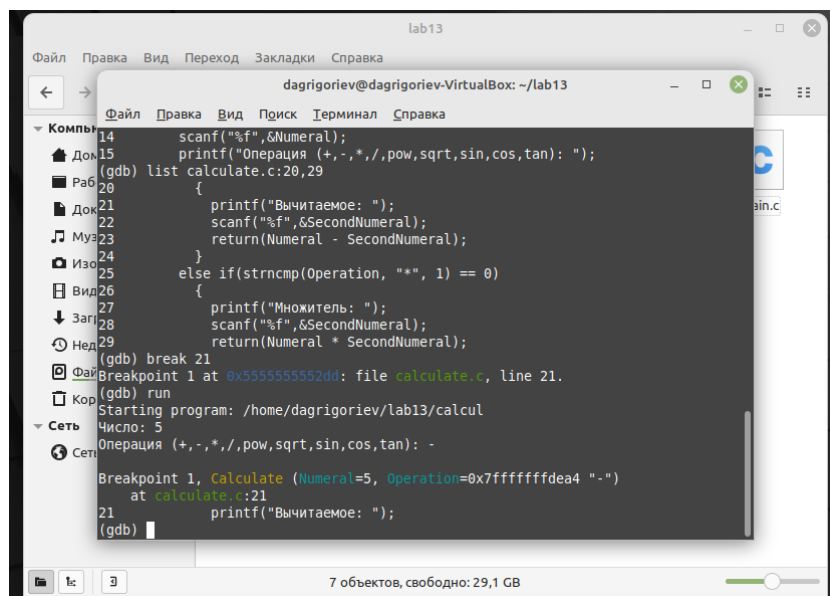 lab13
Файл Правка Вид Переход Закладки Справка
dagrigoriev@dagrigoriev-VirtualBox: ~/lab13
Файл Правка Вид Поиск Терминал Справка
14 scanf("%f",&Numeral);
15 printf("Операция (+,-,*,/,pow,sqrt,sin,cos,tan): ");
(gdb) list calculate.c:20,29
20 {
21 printf("Вычитаемое: ");
22 scanf("%f",&SecondNumeral);
23 return(Numeral - SecondNumeral);
24 }
25 else if(strncmp(Operation, "*", 1) == 0)
26 {
27 printf("Множитель: ");
28 scanf("%f",&SecondNumeral);
29 return(Numeral * SecondNumeral);
(gdb) break 21
Breakpoint 1 at 0x5555555552dd: file calculate.c, line 21.
(gdb) run
Starting program: /home/dagrigoriev/lab13/calcul
Число: 5
Операция (+,-,*,/,pow,sqrt,sin,cos,tan): -
Breakpoint 1, Calculate (Numeral=5, Operation=0x7fffffffdea4 "-")
at calculate.c:21
21 printf("Вычитаемое: ");
(gdb)
Компь
Дом
Раб
Док
Муз
Изо
Вид
Загр
Нед
Фай
Кор
Сеть
Сеть
ain.c
7 объектов, свободно: 29,1 GB